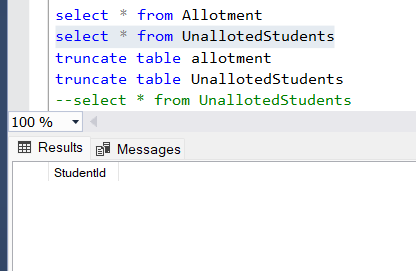 select * from Allotment
select * from UnallotedStudents
truncate table allotment
truncate table UnallotedStudents
--select * from UnallotedStudents
100 %
Results Messages
StudentId